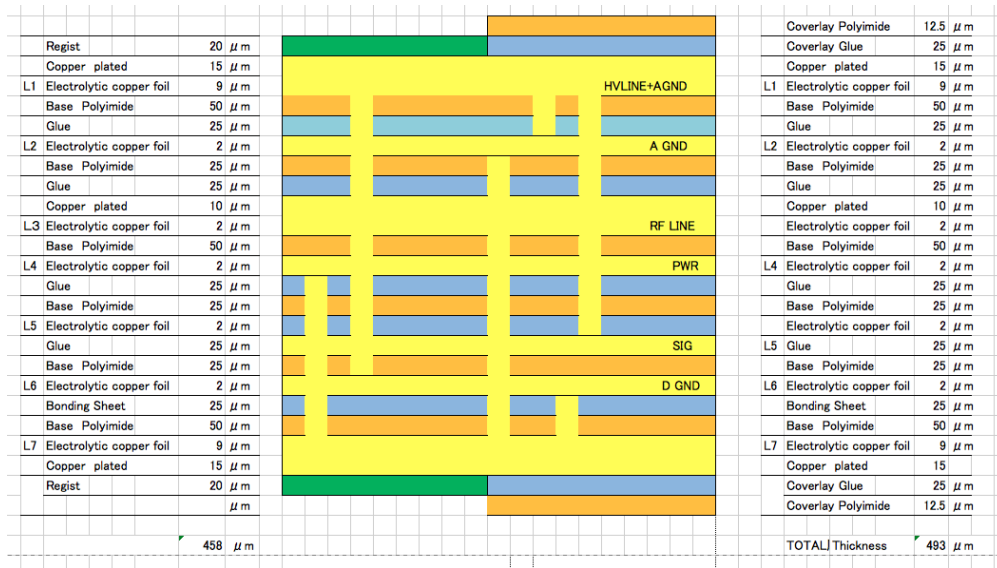 Coverlay Polyimide 12.5 μm
Regist 20 μm Coverlay Glue 25 μm
Copper plated 15 μm Copper plated 15 μm
L1 Electrolytic copper foil 9 μm HVLINE+AGND L1 Electrolytic copper foil 9 μm
Base Polyimide 50 μm Base Polyimide 50 μm
Glue 25 μm Glue 25 μm
L2 Electrolytic copper foil 2 μm A GND L2 Electrolytic copper foil 2 μm
Base Polyimide 25 μm Base Polyimide 25 μm
Glue 25 μm Glue 25 μm
Copper plated 10 μm Copper plated 10 μm
L3 Electrolytic copper foil 2 μm RF LINE Electrolytic copper foil 2 μm
Base Polyimide 50 μm Base Polyimide 50 μm
L4 Electrolytic copper foil 2 μm PWR L4 Electrolytic copper foil 2 μm
Glue 25 μm Glue 25 μm
Base Polyimide 25 μm Base Polyimide 25 μm
L5 Electrolytic copper foil 2 μm Electrolytic copper foil 2 μm
Glue 25 μm SIG L5 Glue 25 μm
Base Polyimide 25 μm Base Polyimide 25 μm
L6 Electrolytic copper foil 2 μm D GND L6 Electrolytic copper foil 2 μm
Bonding Sheet 25 μm Bonding Sheet 25 μm
Base Polyimide 50 μm Base Polyimide 50 μm
L7 Electrolytic copper foil 9 μm L7 Electrolytic copper foil 9 μm
Copper plated 15 μm Copper plated 15
Regist 20 μm Coverlay Glue 25 μm
μm Coverlay Polyimide 12.5 μm
458 μm TOTAL Thickness 493 μm